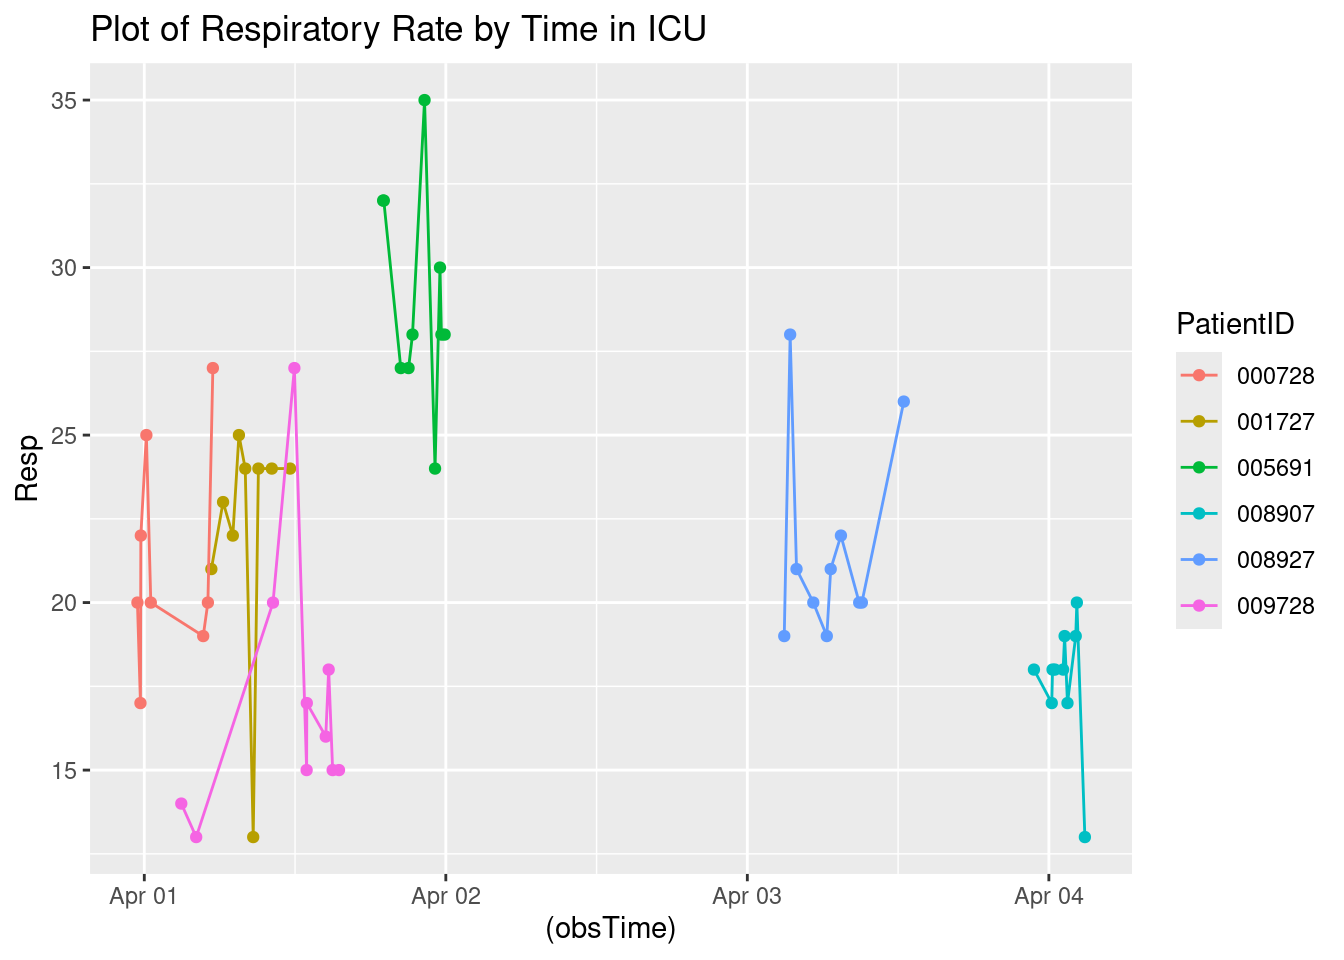 Plot of Respiratory Rate by Time in ICU
Resp
35
30
25
20
15
Apr 01
Apr 02
Apr 03
Apr 04
(obsTime)
PatientID
000728
001727
005691
008907
008927
009728